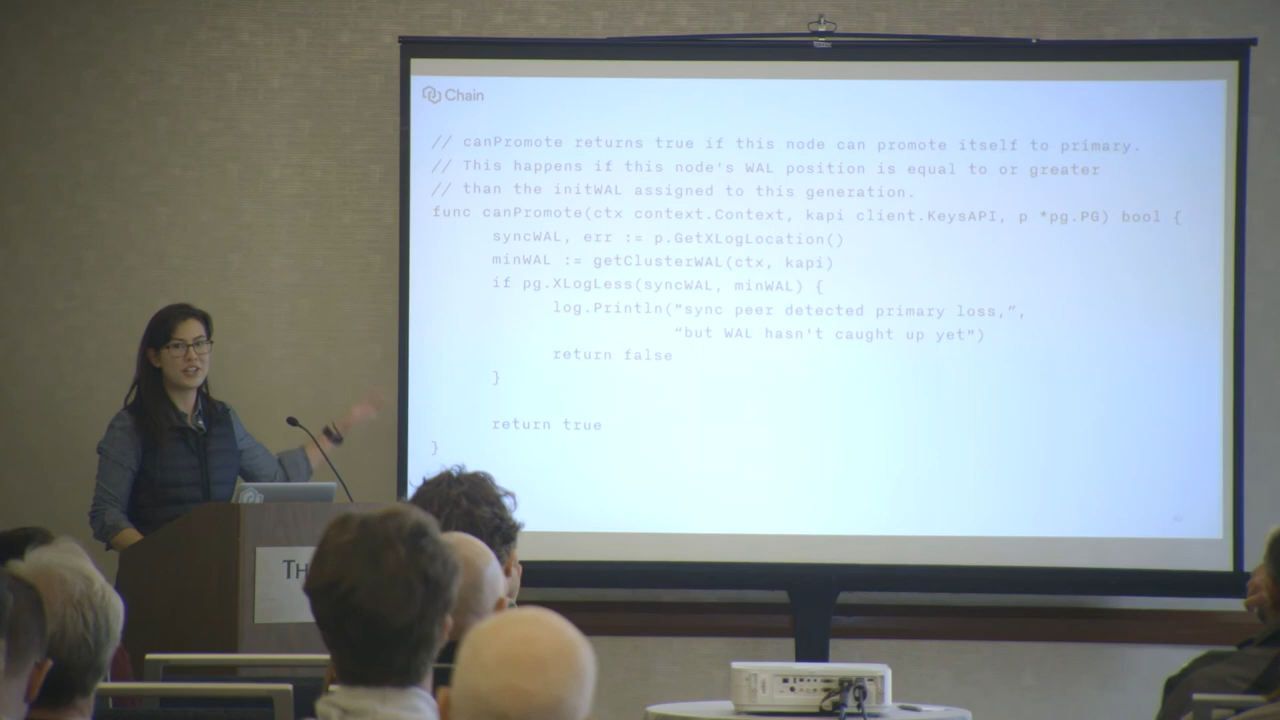 Chain
// canPromote returns true if this node can promote itself to primary.
// This happens if this node's WAL position is equal to or greater
// than the initWAL assigned to this generation.
func canPromote(ctx context.Context, kapi client.KeysAPI, p *pg.PG) bool {
syncWAL, err := p.GetXLogLocation()
minWAL := getClusterWAL(ctx, kapi)
if pg.XLogLess(syncWAL, minWAL) {
log.Println("sync peer detected primary loss,”,
“but WAL hasn't caught up yet")
return false
}
return true
}
TH